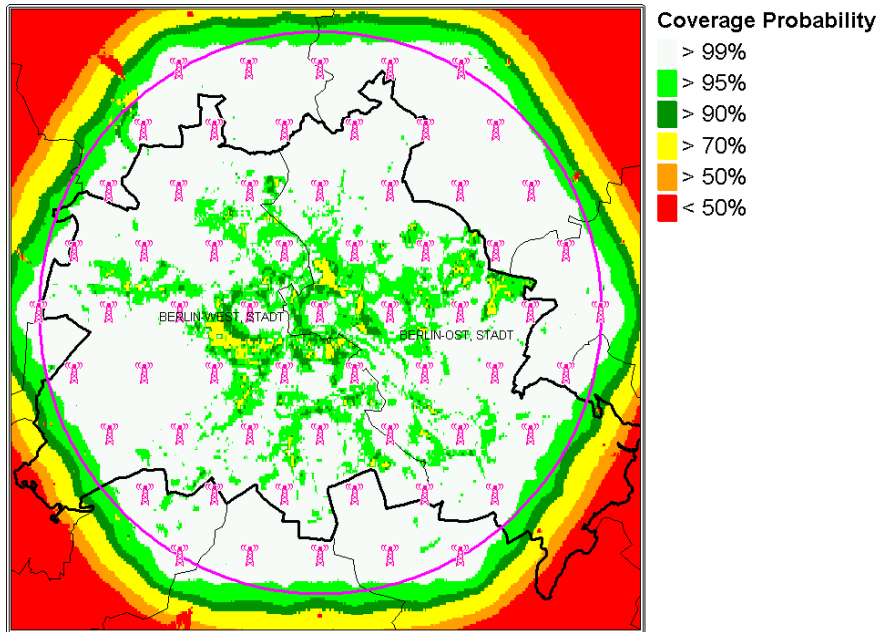 Coverage Probability
> 99%
> 95%
> 90%
> 70%
> 50%
< 50%
BERLIN-WEST, STADT
BERLIN-OST, STADT